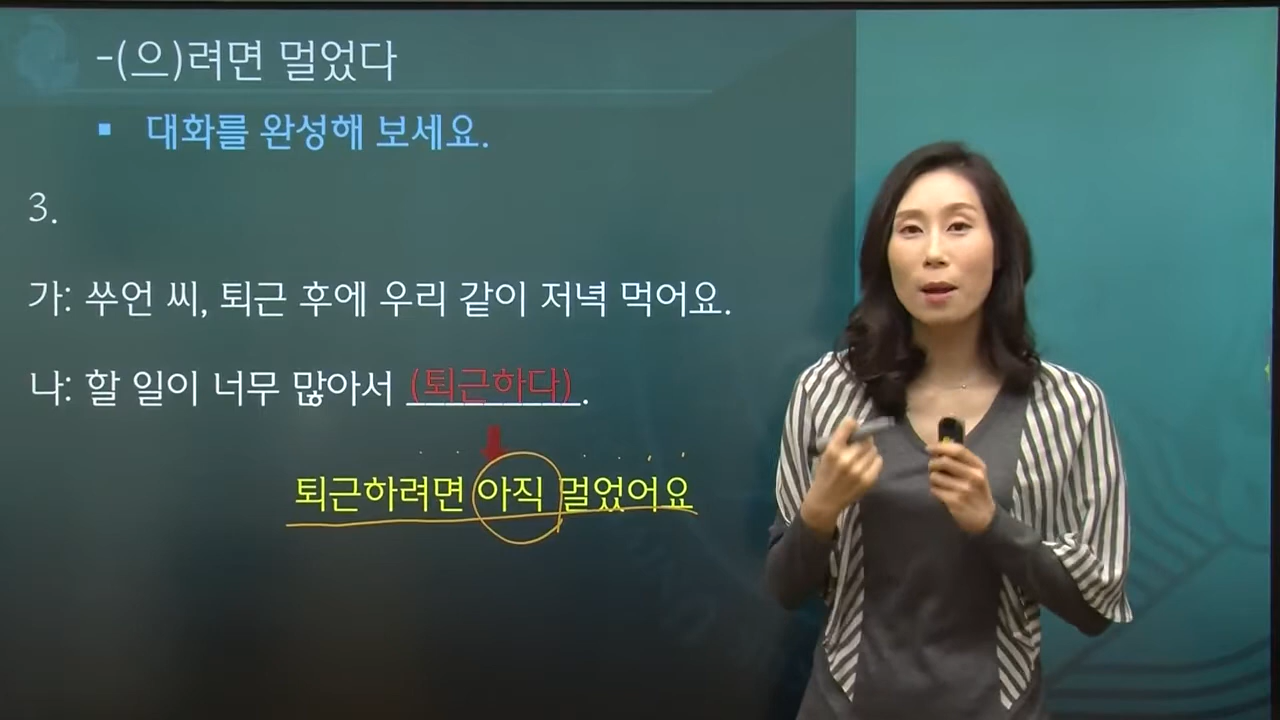 -(으)려면 멀었다
▪ 대화를 완성해 보세요.
3.
가: 쑤언 씨, 퇴근 후에 우리 같이 저녁 먹어요.
나: 할 일이 너무 많아서 (퇴근하다).
퇴근하려면 아직 멀었어요